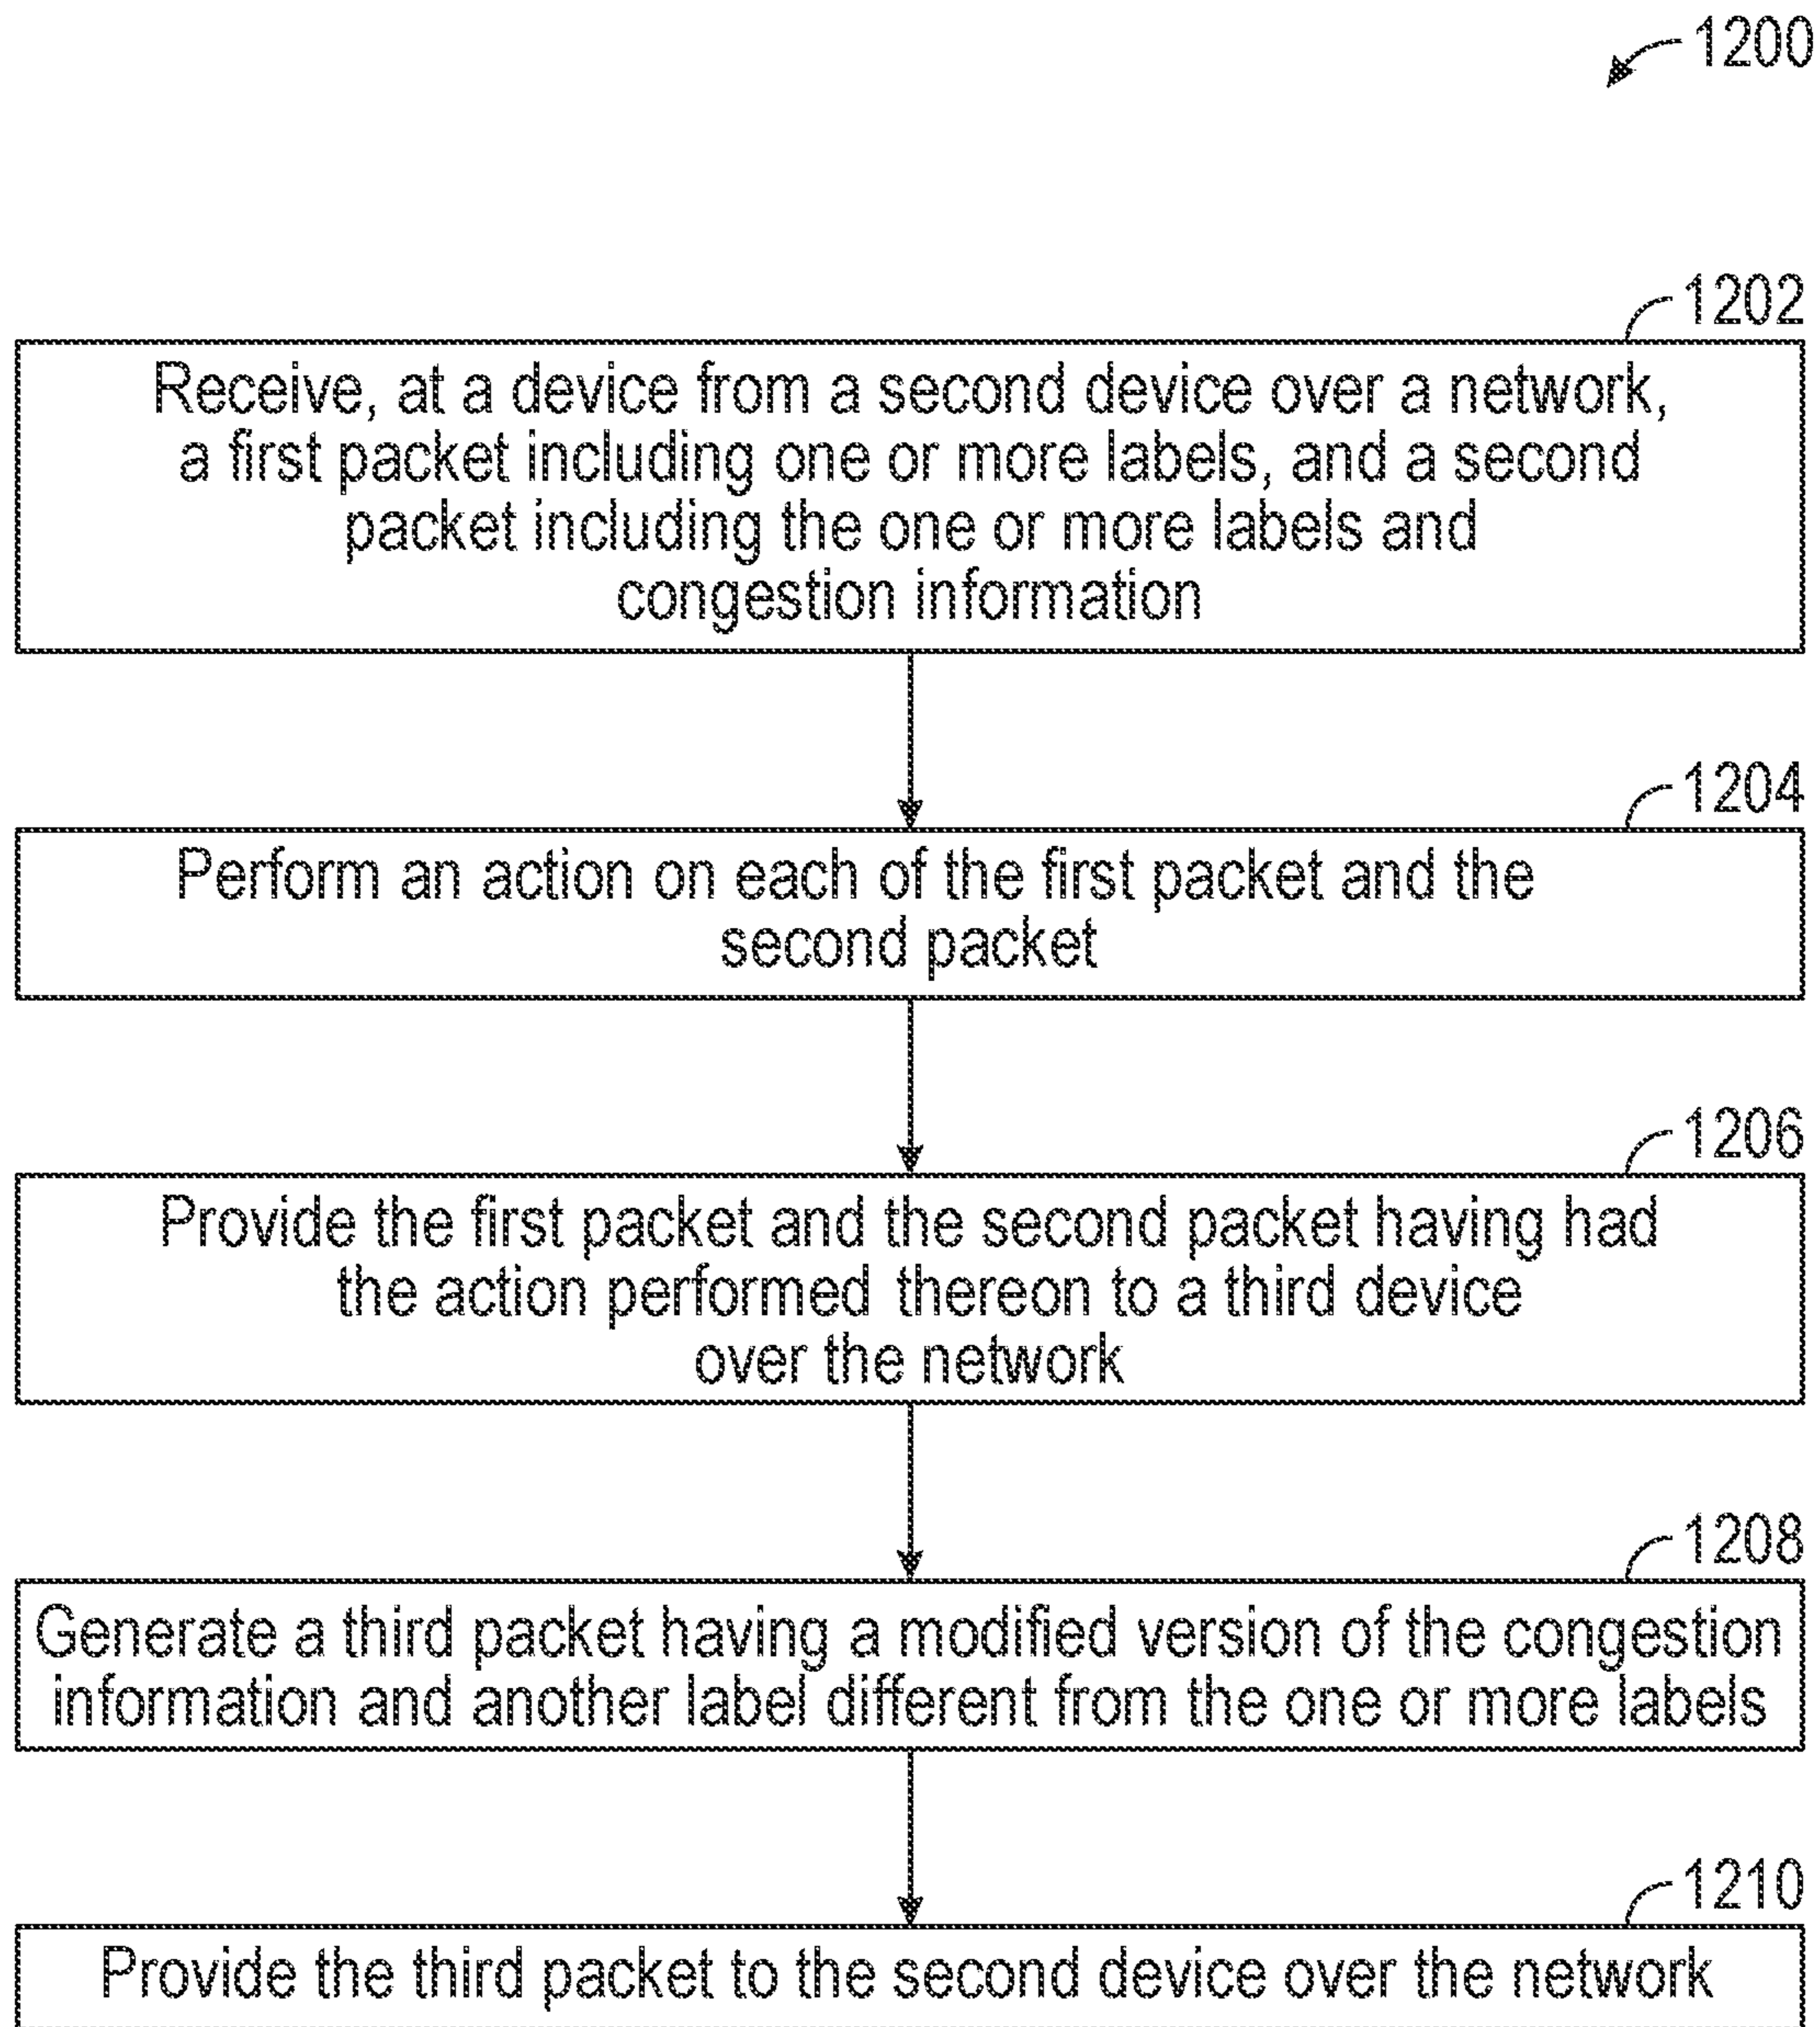 1200
1202
Receive, at a device from a second device over a network,
a first packet including one or more labels, and a second
packet including the one or more labels and
congestion information
1204
Perform an action on each of the first packet and the
second packet
1206
Provide the first packet and the second packet having had
the action performed thereon to a third device
over the network
1208
Generate a third packet having a modified version of the congestion
information and another label different from the one or more labels
1210
Provide the third packet to the second device over the network